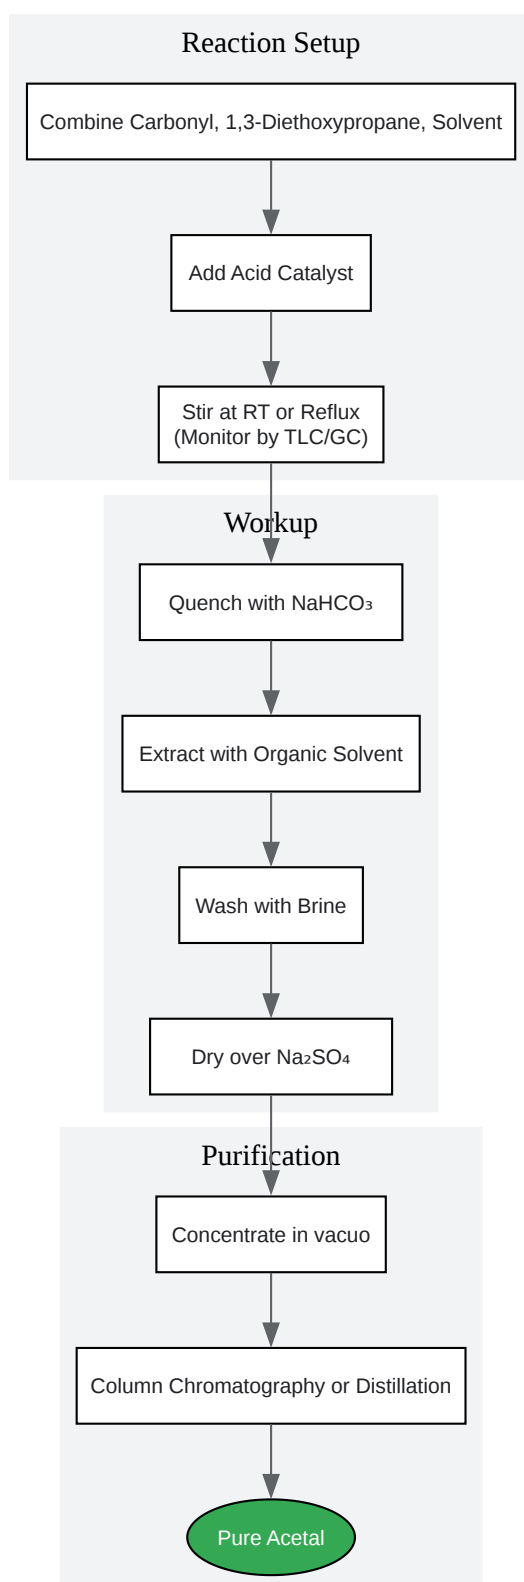 Reaction Setup
Combine Carbonyl, 1,3-Diethoxypropane, Solvent
Add Acid Catalyst
Stir at RT or Reflux
(Monitor by TLC/GC)
Workup
Quench with NaHCO₃
Extract with Organic Solvent
Wash with Brine
Dry over Na₂SO₄
Purification
Concentrate in vacuo
Column Chromatography or Distillation
Pure Acetal